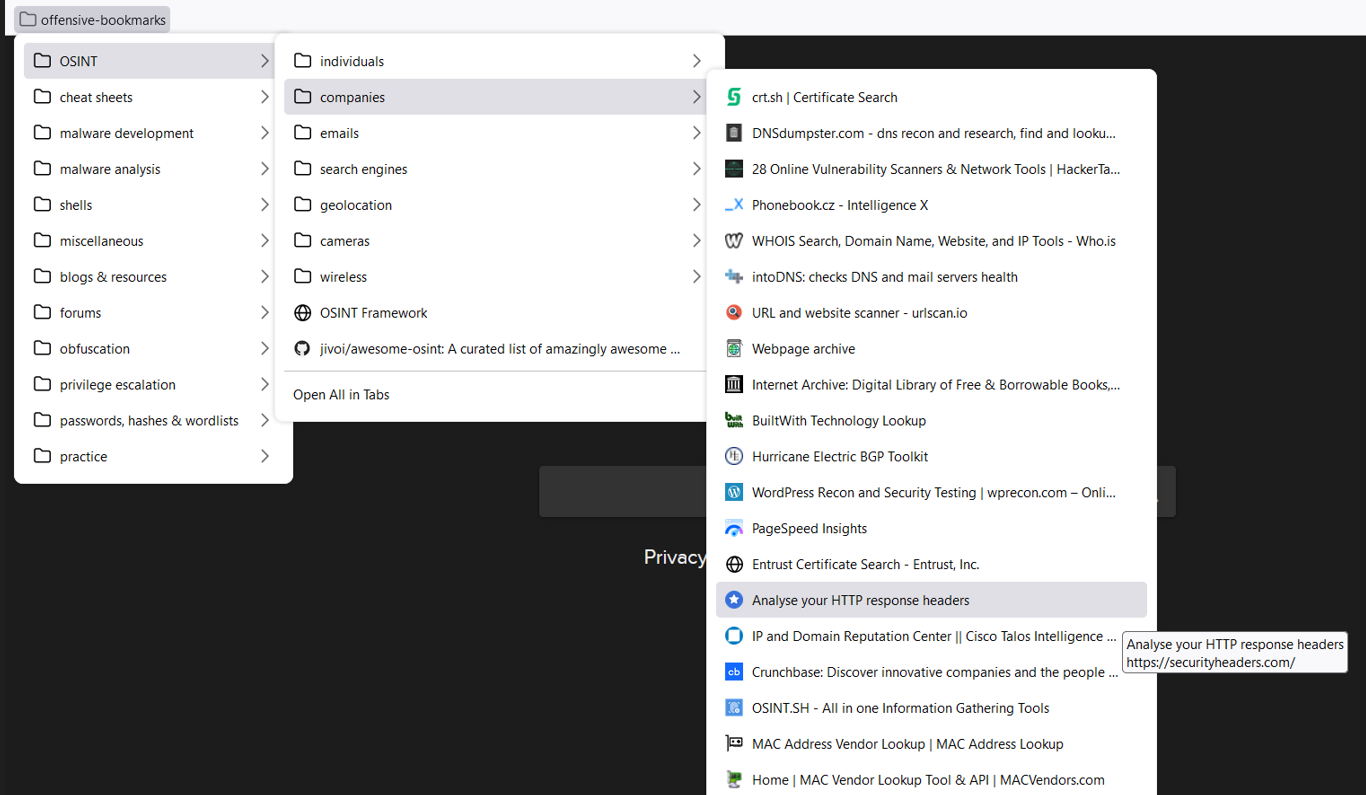 offensive-bookmarks
OSINT
cheat sheets
malware development
malware analysis
shells
miscellaneous
blogs & resources
forums
obfuscation
privilege escalation
passwords, hashes & wordlists
practice
individuals
companies
emails
search engines
geolocation
cameras
wireless
OSINT Framework
jivoi/awesome-osint: A curated list of amazingly awesome ...
Open All in Tabs
crt.sh | Certificate Search
DNSdumpster.com - dns recon and research, find and looku...
28 Online Vulnerability Scanners & Network Tools | HackerTa...
Phonebook.cz - Intelligence X
WHOIS Search, Domain Name, Website, and IP Tools - Who.is
intoDNS: checks DNS and mail servers health
URL and website scanner - urlscan.io
Webpage archive
Internet Archive: Digital Library of Free & Borrowable Books,...
BuiltWith Technology Lookup
Hurricane Electric BGP Toolkit
WordPress Recon and Security Testing | wprecon.com – Onli...
PageSpeed Insights
Entrust Certificate Search - Entrust, Inc.
Analyse your HTTP response headers
IP and Domain Reputation Center || Cisco Talos Intelligence ...
Crunchbase: Discover innovative companies and the people ...
OSINT.SH - All in one Information Gathering Tools
MAC Address Vendor Lookup | MAC Address Lookup
Home | MAC Vendor Lookup Tool & API | MACVendors.com
Analyse your HTTP response headers
https://securityheaders.com/
Privacy